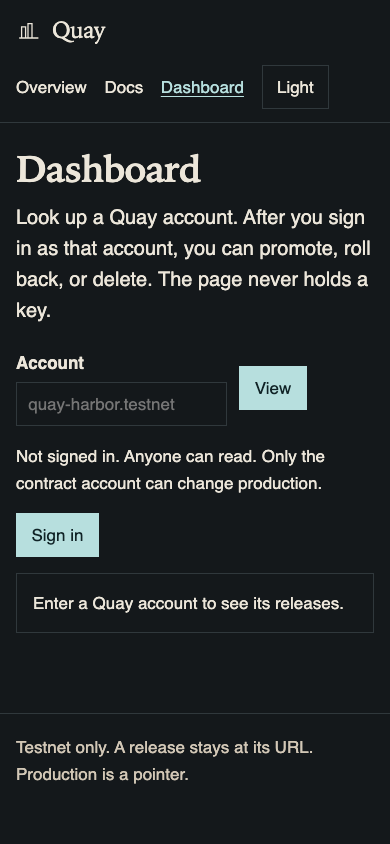 Quay
Overview Docs Dashboard Light
Dashboard
Look up a Quay account. After you sign
in as that account, you can promote, roll
back, or delete. The page never holds a
key.
Account
quay-harbor.testnet View
Not signed in. Anyone can read. Only the
contract account can change production.
Sign in
Enter a Quay account to see its releases.
Testnet only. A release stays at its URL.
Production is a pointer.